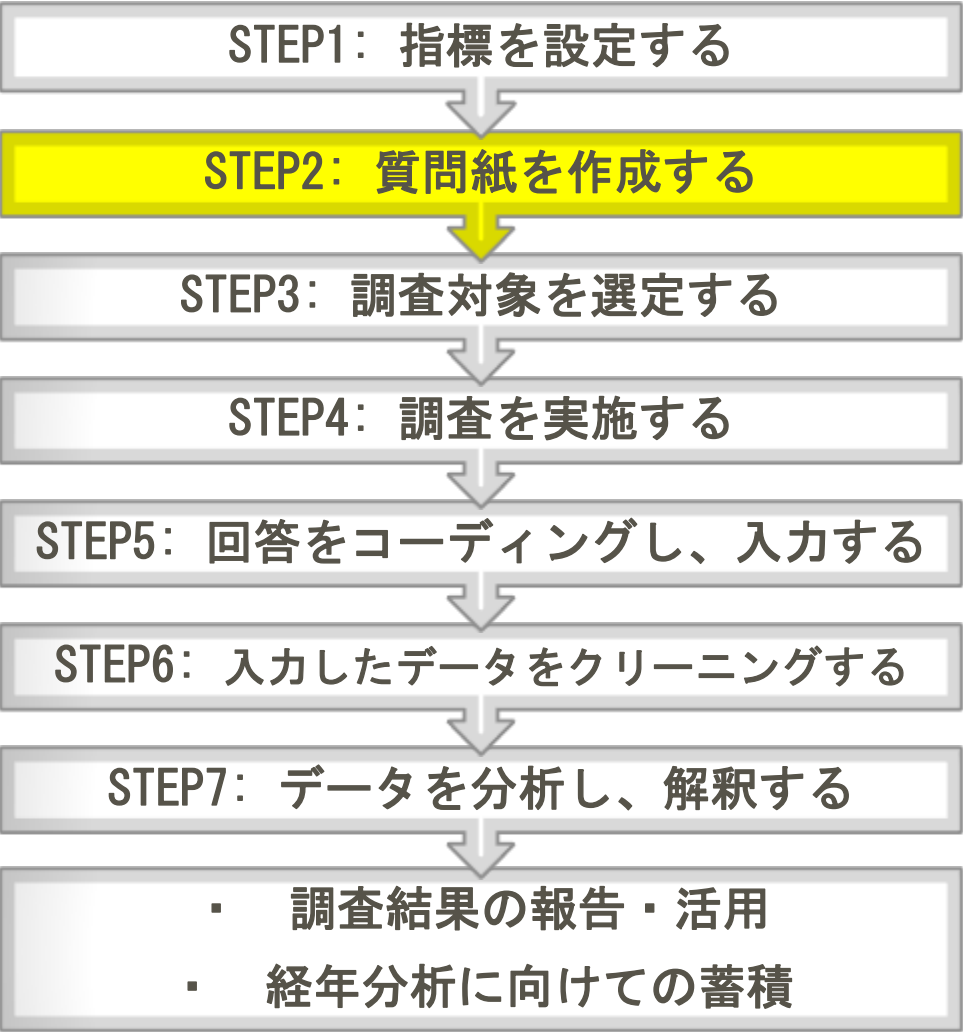 STEP1: 指標を設定する
STEP2: 質問紙を作成する
STEP3: 調査対象を選定する
STEP4: 調査を実施する
STEP5: 回答をコーディングし、入力する
STEP6: 入力したデータをクリーニングする
STEP7: データを分析し、解釈する
・ 調査結果の報告・活用
・ 経年分析に向けての蓄積